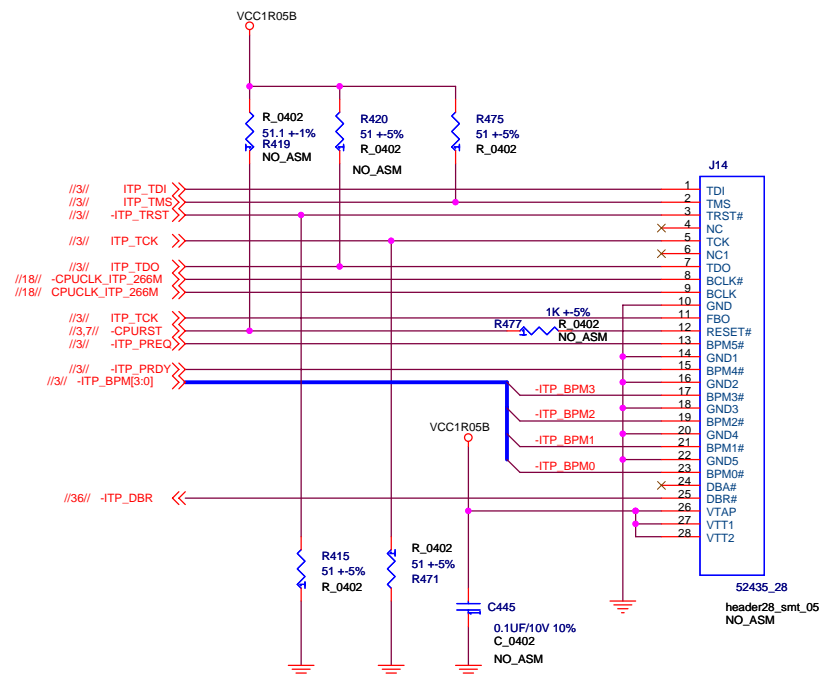 VCC1R05B
R_0402
51.1 +-1%
R419
NO_ASM
R420
51 +-5%
R_0402
NO_ASM
R475
51 +-5%
R_0402
J14
//3// ITP_TDI 1 TDI
//3// ITP_TMS 2 TMS
//3// -ITP_TRST 3 TRST#
4 NC
//3// ITP_TCK 5 TCK
6 NC1
//3// ITP_TDO 7 TDO
//18// -CPUCLK_ITP_266M 8 BCLK#
//18// CPUCLK_ITP_266M 9 BCLK
10 GND
//3// ITP_TCK 11 FBO
1K +-5%
//3,7// -CPURST R477 R_0402 12 RESET#
NO_ASM
//3// -ITP_PREQ 13 BPM5#
14 GND1
//3// -ITP_PRDY 15 BPM4#
//3// -ITP_BPM[3:0] 16 GND2
-ITP_BPM3 17 BPM3#
18 GND3
-ITP_BPM2 19 BPM2#
20 GND4
VCC1R05B
-ITP_BPM1 21 BPM1#
22 GND5
-ITP_BPM0 23 BPM0#
24 DBA#
//36// -ITP_DBR 25 DBR#
26 VTAP
27 VTT1
28 VTT2
R415
51 +-5%
R_0402
R_0402
51 +-5%
R471
C445
0.1UF/10V 10%
C_0402
NO_ASM
52435_28
header28_smt_05
NO_ASM